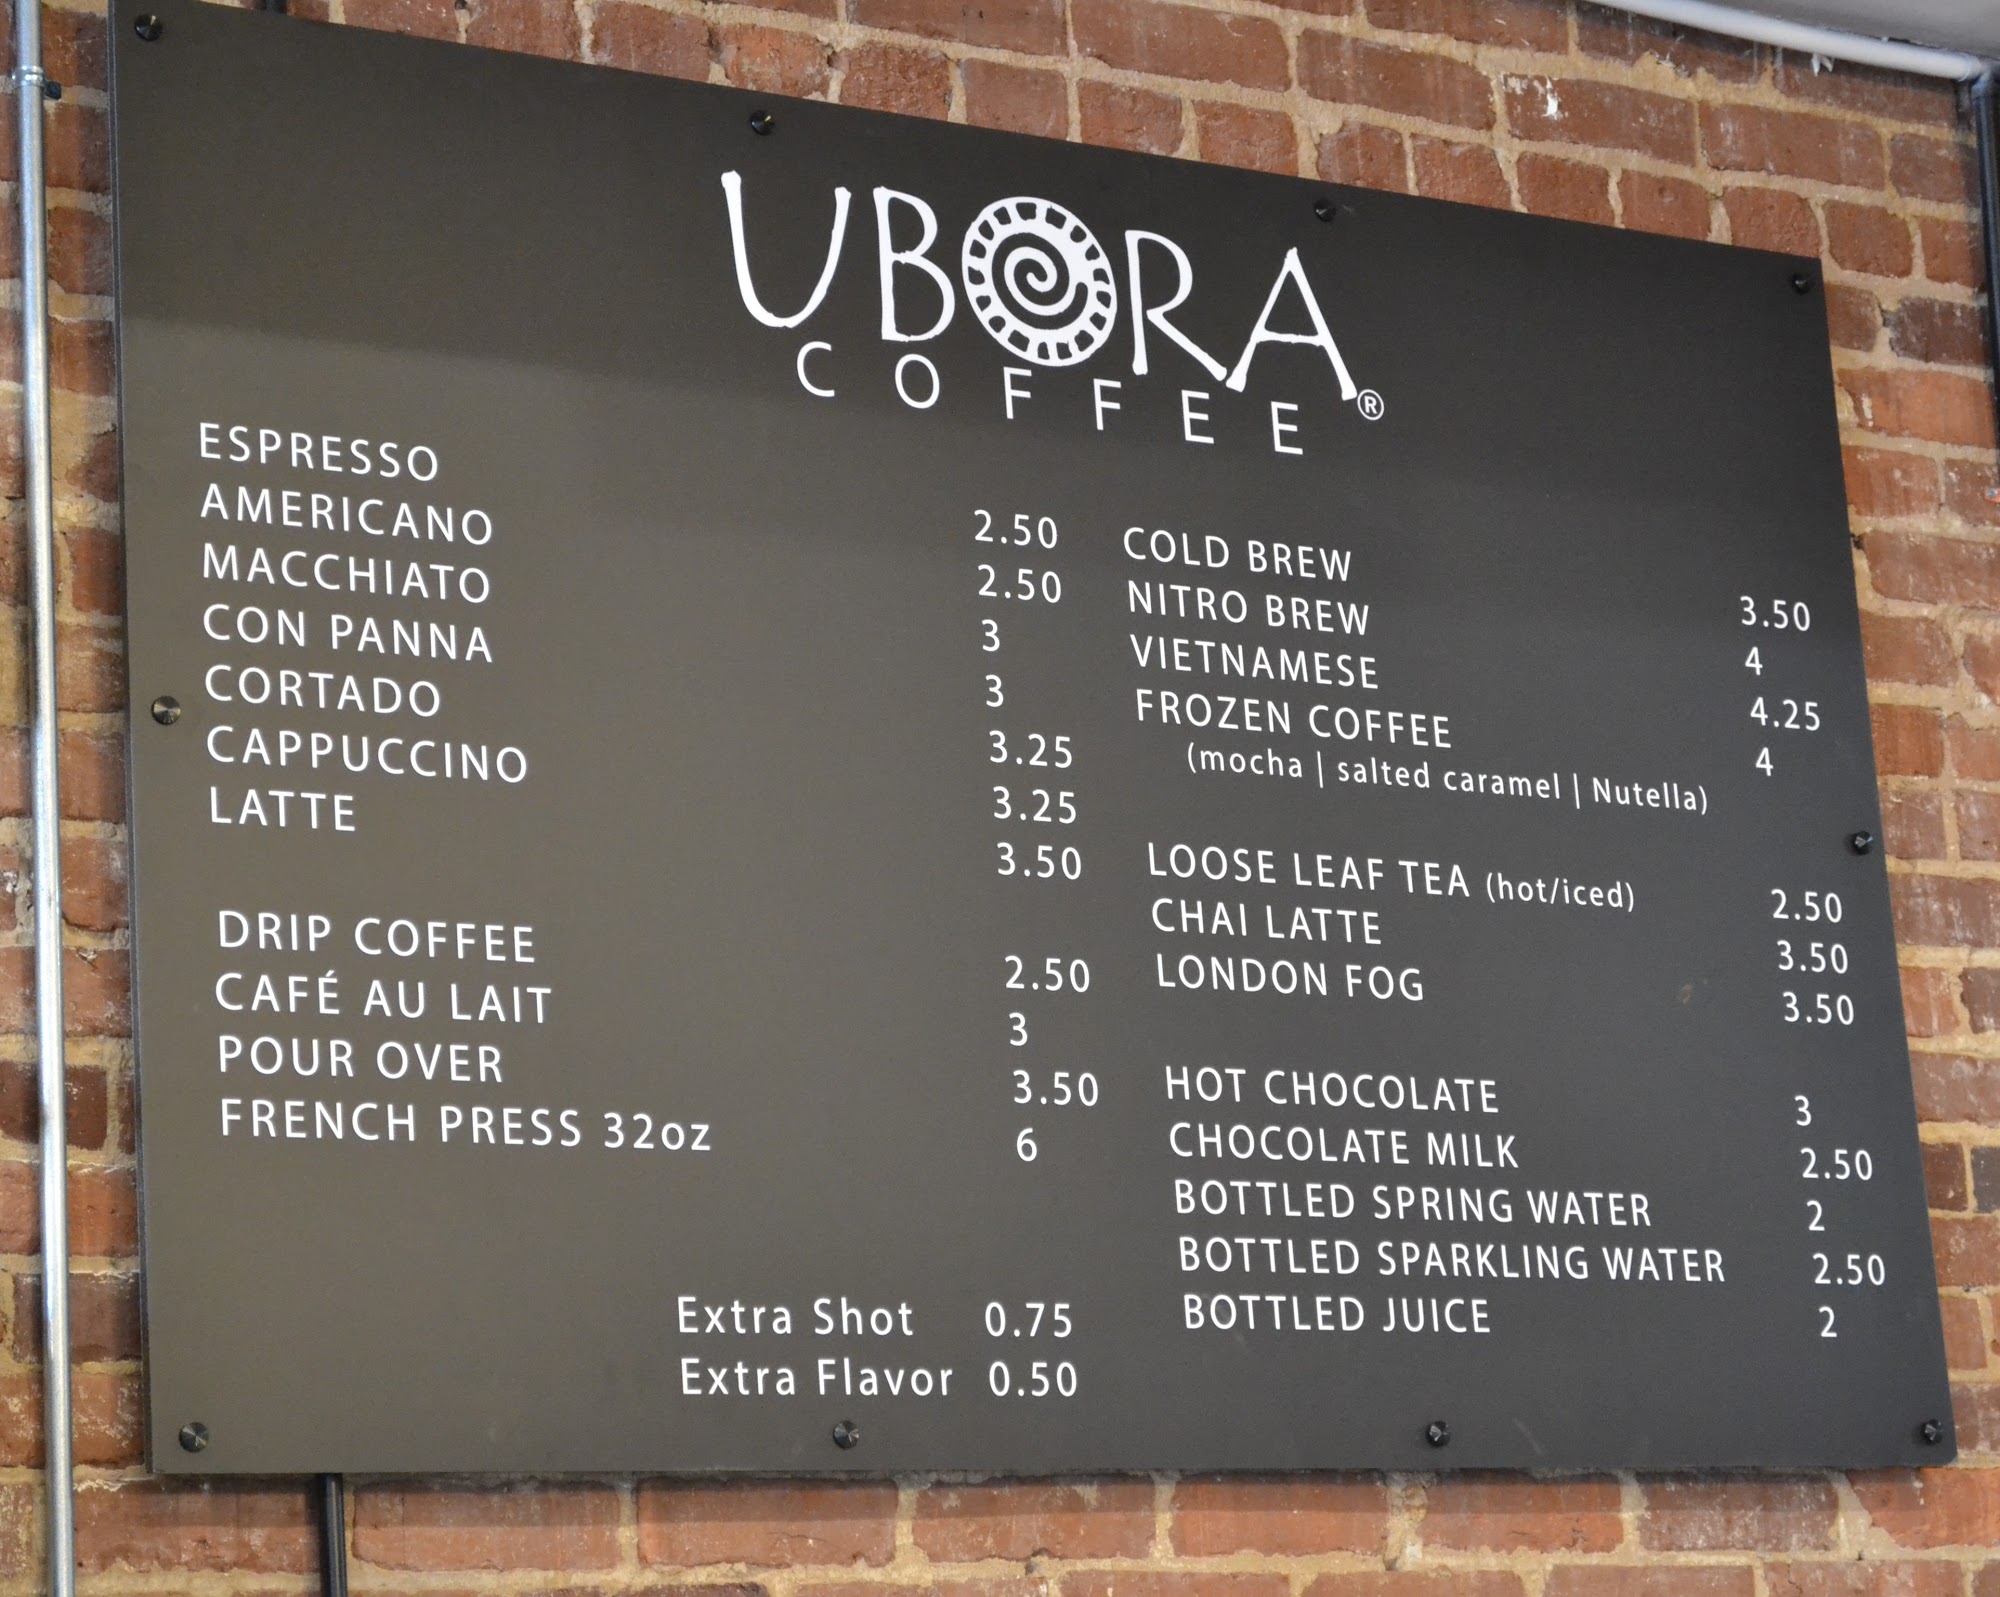 UBORA
COFFEE ®
ESPRESSO 2.50
AMERICANO 2.50
MACCHIATO 3
CON PANNA 3
CORTADO 3.25
CAPPUCCINO 3.25
LATTE 3.50
DRIP COFFEE 2.50
CAFÉ AU LAIT 3
POUR OVER 3.50
FRENCH PRESS 32oz 6
Extra Shot 0.75
Extra Flavor 0.50
COLD BREW 3.50
NITRO BREW 4
VIETNAMESE 4.25
FROZEN COFFEE 4
(mocha | salted caramel | Nutella)
LOOSE LEAF TEA (hot/iced) 2.50
CHAI LATTE 3.50
LONDON FOG 3.50
HOT CHOCOLATE 3
CHOCOLATE MILK 2.50
BOTTLED SPRING WATER 2
BOTTLED SPARKLING WATER 2.50
BOTTLED JUICE 2